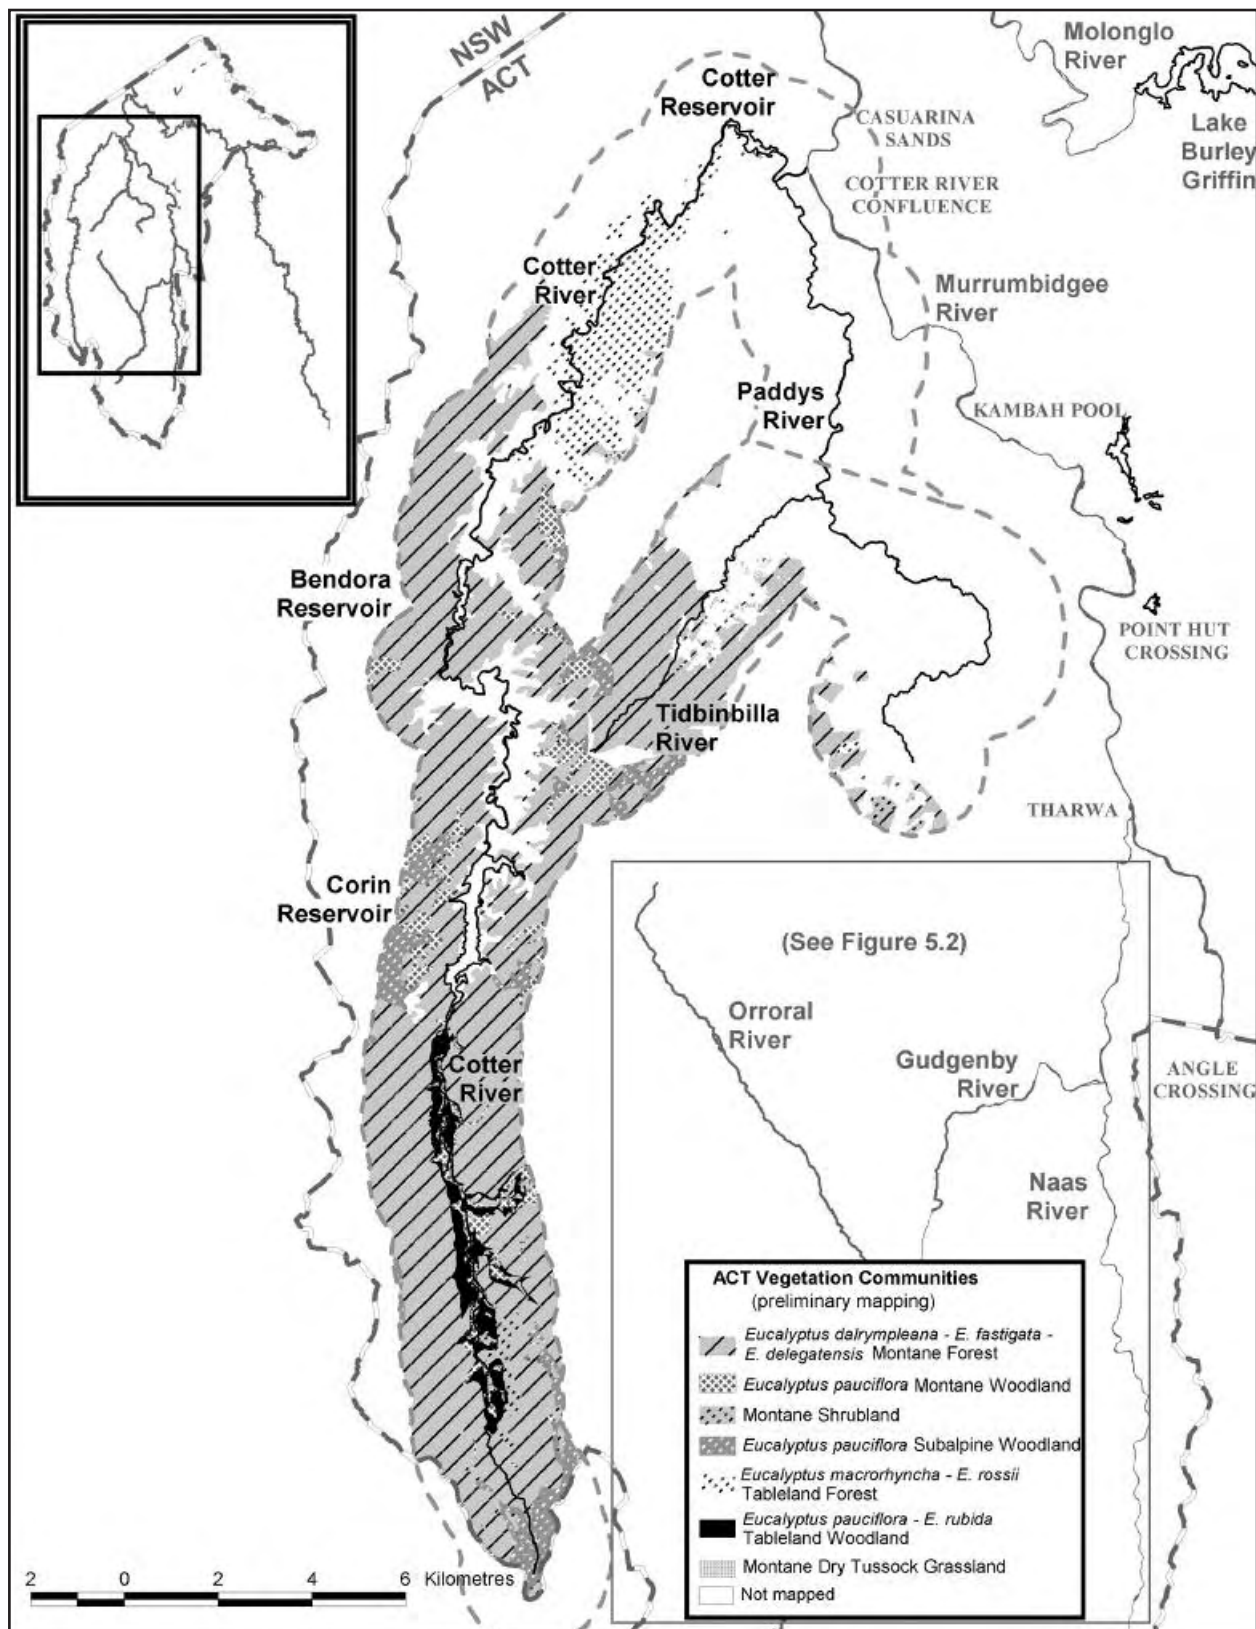 NSW
ACT
Molonglo
River
Cotter
Reservoir
CASUARINA
SANDS
Lake
Burley
Griffin
COTTER RIVER
CONFLUENCE
Cotter
River
Murrumbidgee
River
Paddys
River
KAMBAH POOL
Bendora
Reservoir
POINT HUT
CROSSING
Tidbinbilla
River
THARWA
Corin
Reservoir
(See Figure 5.2)
Orroral
River
Cotter
River
Gudgenby
River
ANGLE
CROSSING
Naas
River
ACT Vegetation Communities
(preliminary mapping)
Eucalyptus dalrympleana - E. fastigata -
E. delegatensis Montane Forest
Eucalyptus pauciflora Montane Woodland
Montane Shrubland
Eucalyptus pauciflora Subalpine Woodland
Eucalyptus macrorhyncha - E. rossii
Tableland Forest
Eucalyptus pauciflora - E. rubida
Tableland Woodland
Montane Dry Tussock Grassland
Not mapped
2 0 2 4 6 Kilometres